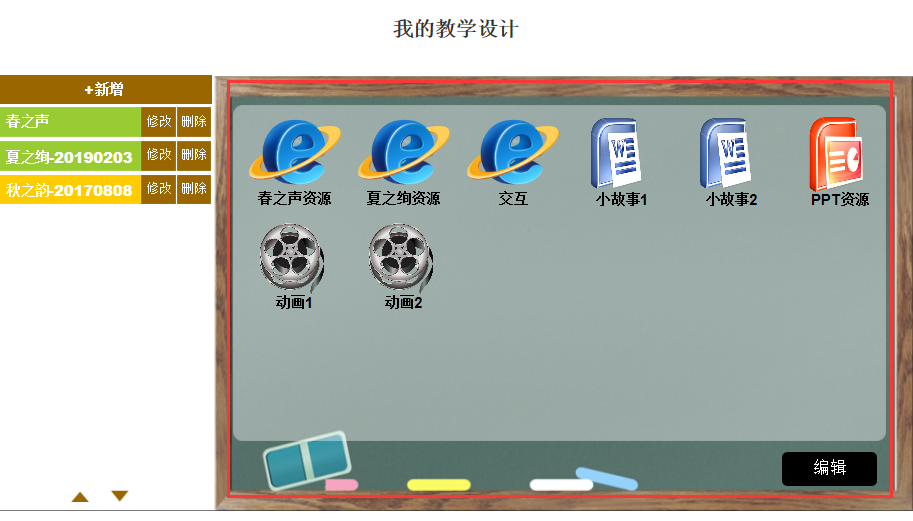 我的教学设计
+新增
春之声 修改 删除
夏之绚-20190203 修改 删除
秋之韵-20170808 修改 删除
春之声资源 夏之绚资源 交互 小故事1 小故事2 PPT资源
动画1 动画2
编辑